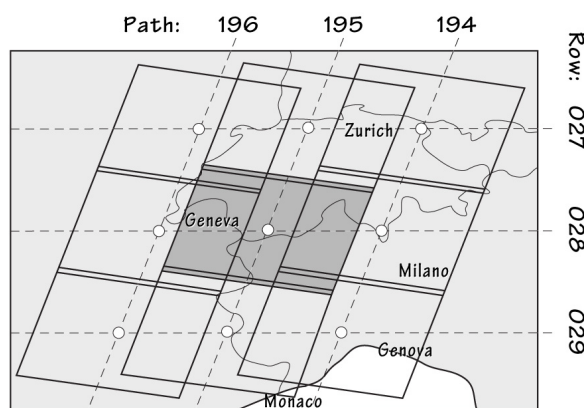 Path: 196 195 194
Row: 027 028 029
Zurich
Geneva
Milano
Genova
Monaco